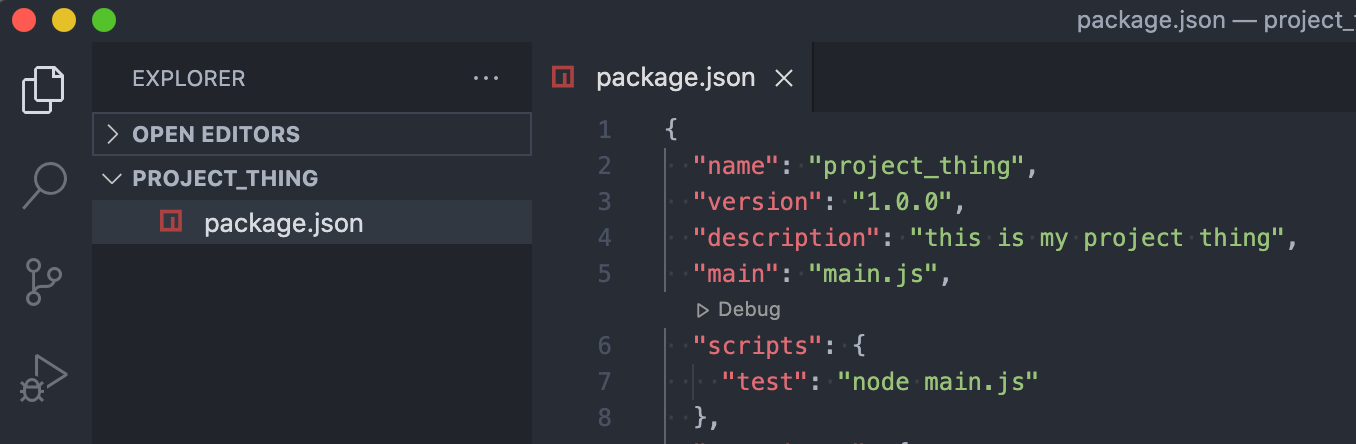 package.json — project_
EXPLORER
package.json
OPEN EDITORS
PROJECT_THING
package.json
1 {
2 "name": "project_thing",
3 "version": "1.0.0",
4 "description": "this is my project thing",
5 "main": "main.js",
Debug
6 "scripts": {
7 "test": "node main.js"
8 },